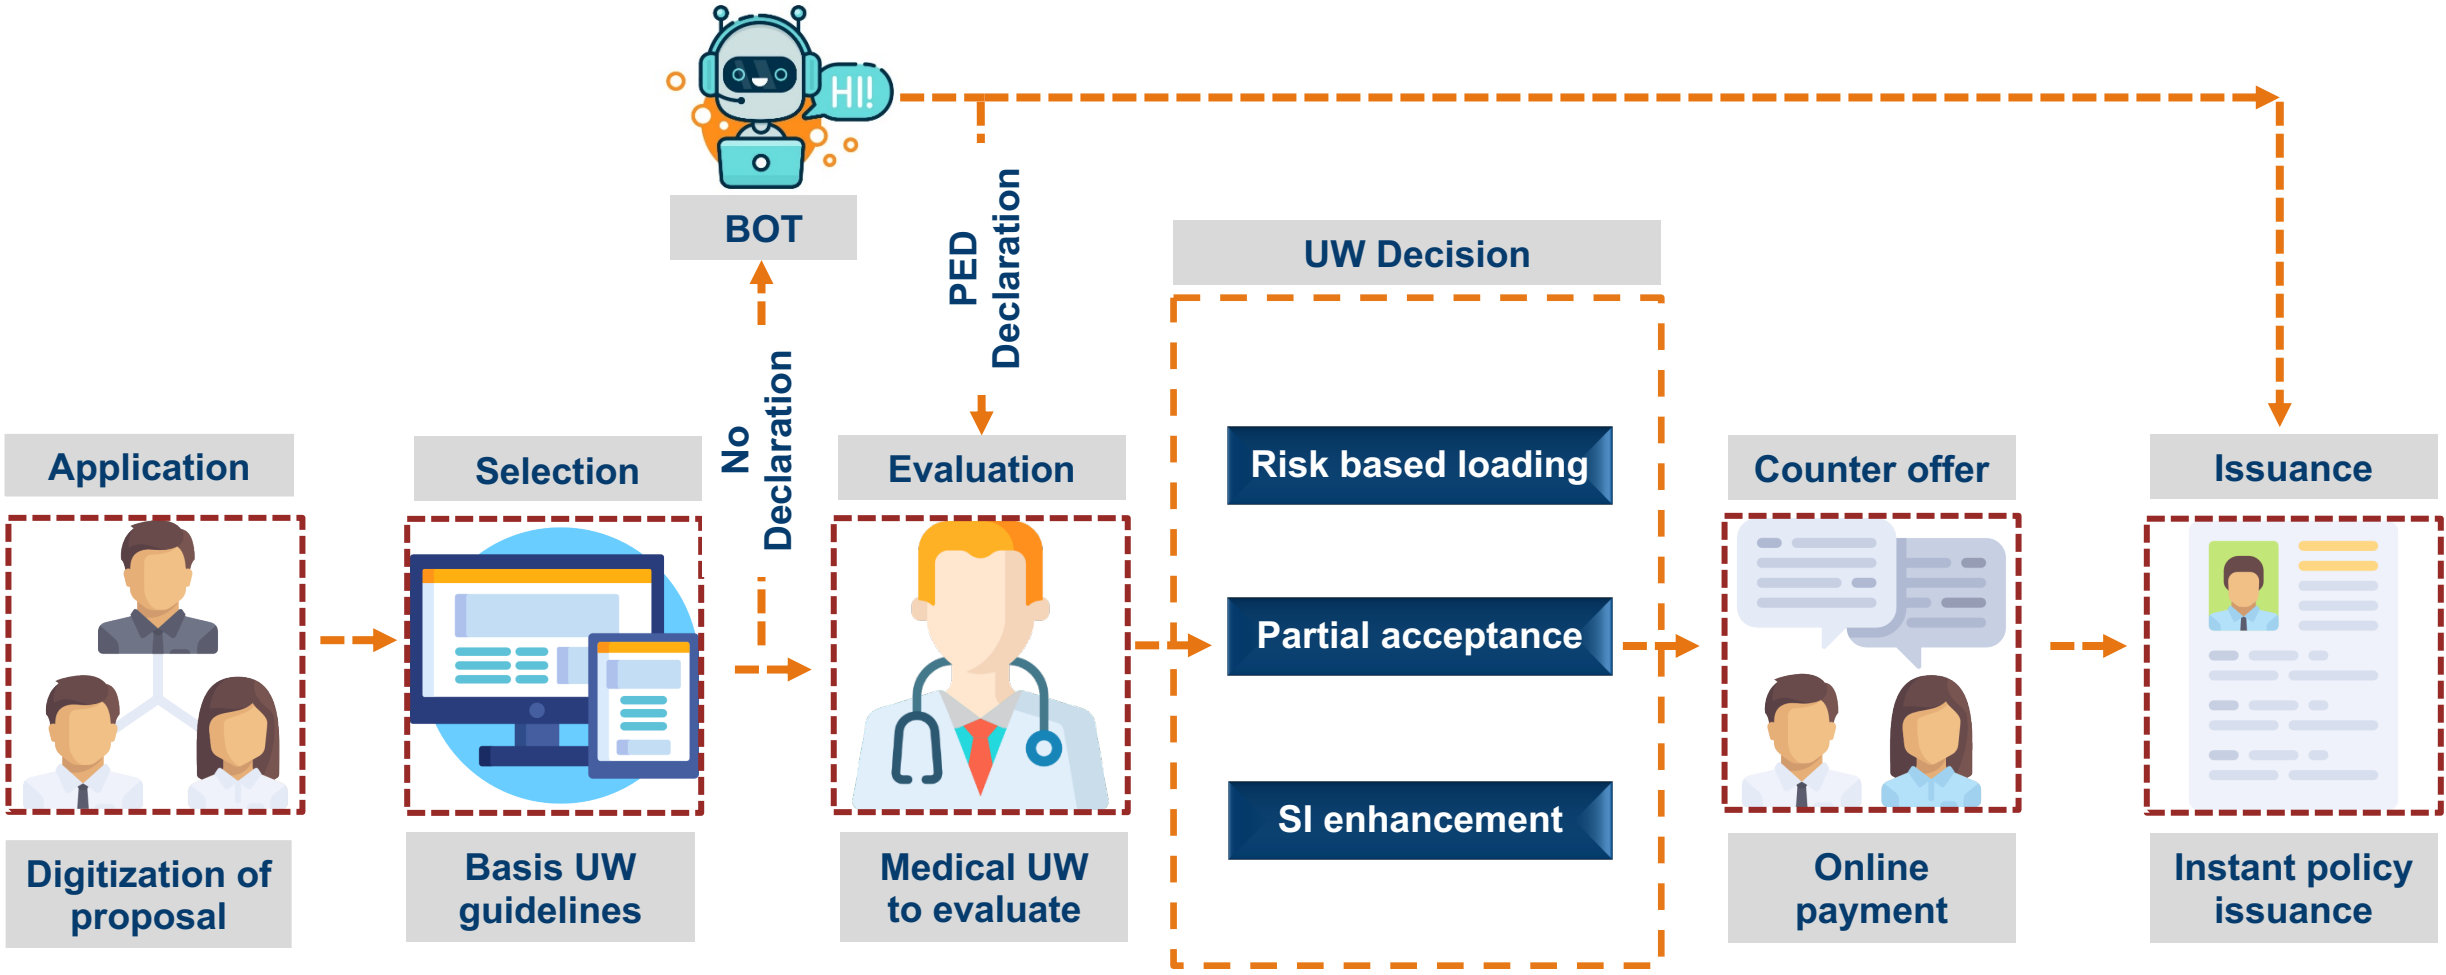 HI!
BOT
PED
Declaration
No
Declaration
UW Decision
Application
Selection
Evaluation
Risk based loading
Partial acceptance
SI enhancement
Counter offer
Issuance
Digitization of
proposal
Basis UW
guidelines
Medical UW
to evaluate
Online
payment
Instant policy
issuance